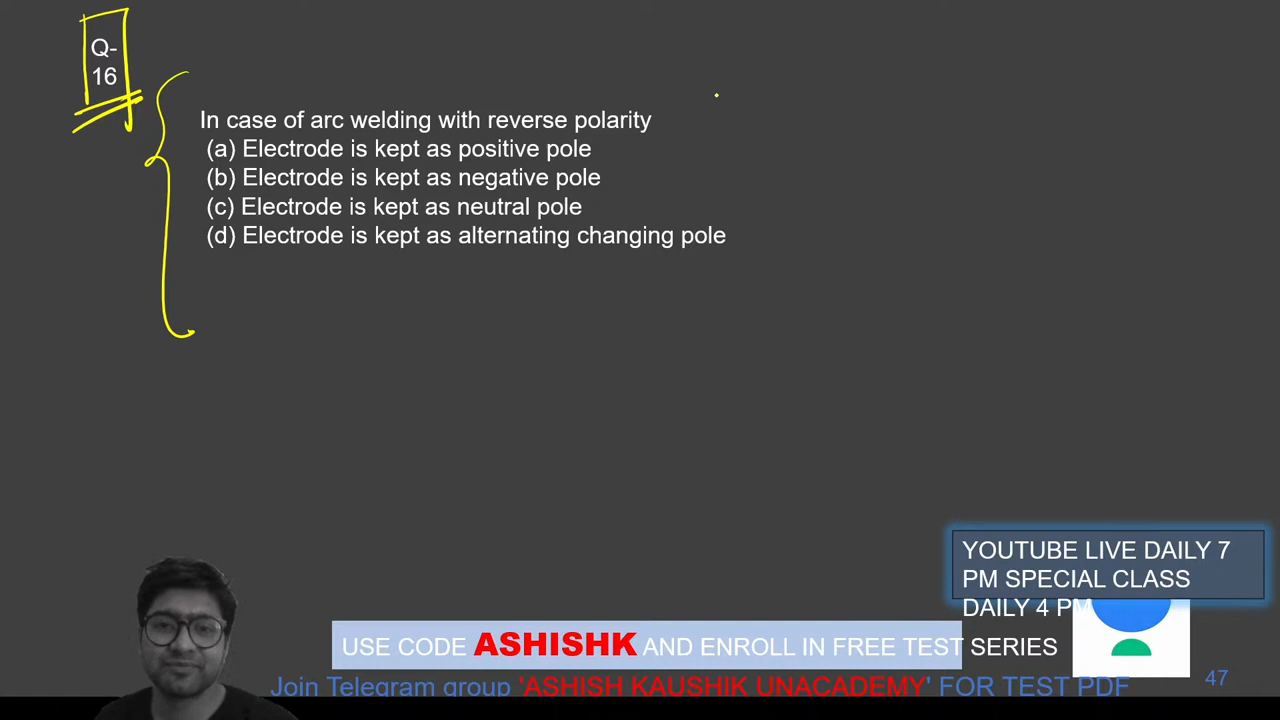 Q-
16
In case of arc welding with reverse polarity
(a) Electrode is kept as positive pole
(b) Electrode is kept as negative pole
(c) Electrode is kept as neutral pole
(d) Electrode is kept as alternating changing pole
YOUTUBE LIVE DAILY 7
PM SPECIAL CLASS
DAILY 4 PM
USE CODE ASHISHK AND ENROLL IN FREE TEST SERIES
Join Telegram group 'ASHISH KAUSHIK UNACADEMY' FOR TEST PDF
47